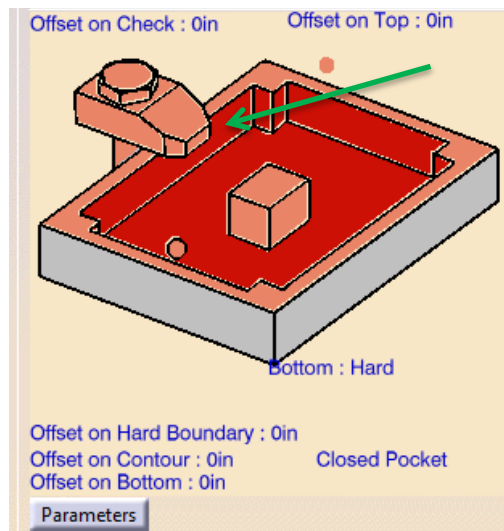 Offset on Check : 0in
Offset on Top : 0in
Bottom : Hard
Offset on Hard Boundary : 0in
Offset on Contour : 0in
Closed Pocket
Offset on Bottom : 0in
Parameters